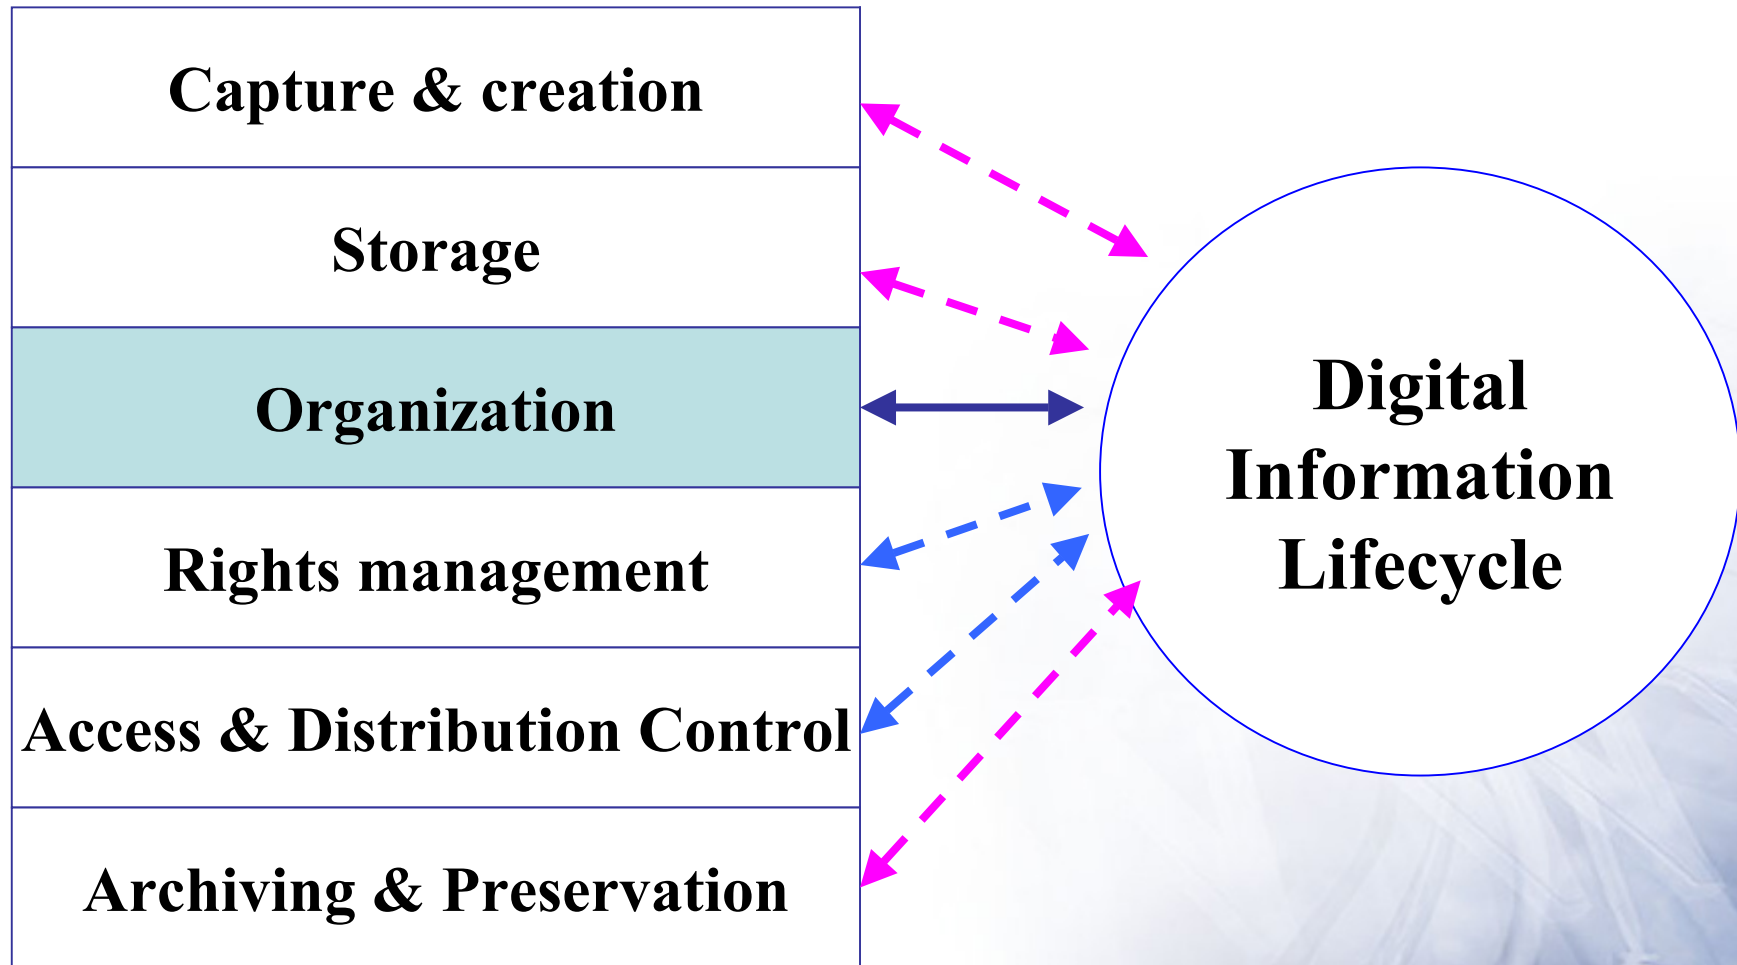 Capture & creation
Storage
Organization
Rights management
Access & Distribution Control
Archiving & Preservation
Digital
Information
Lifecycle